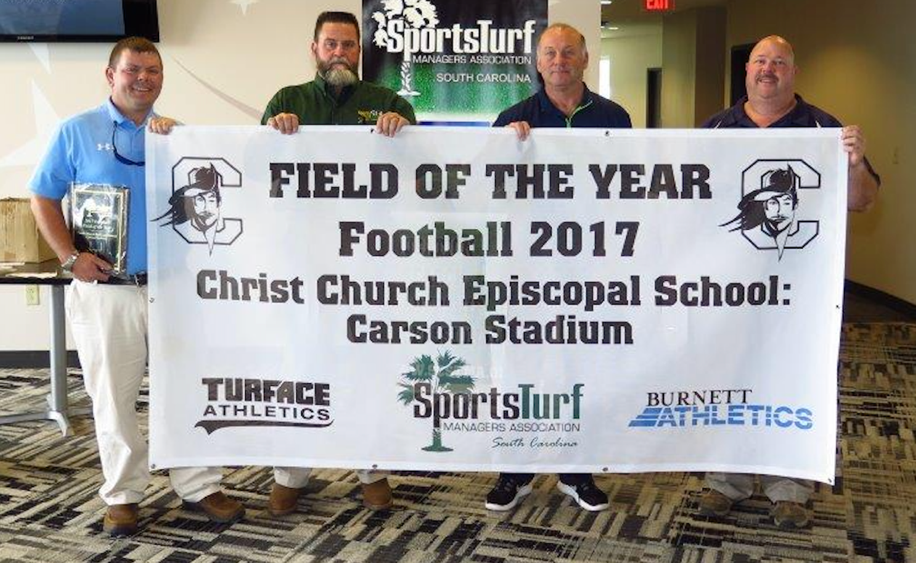 EXIT
SportsTurf
MANAGERS ASSOCIATION
SOUTH CAROLINA
FIELD OF THE YEAR
Football 2017
Christ Church Episcopal School:
Carson Stadium
TURFACE
ATHLETICS
SportsTurf
MANAGERS ASSOCIATION
South Carolina
BURNETT
ATHLETICS